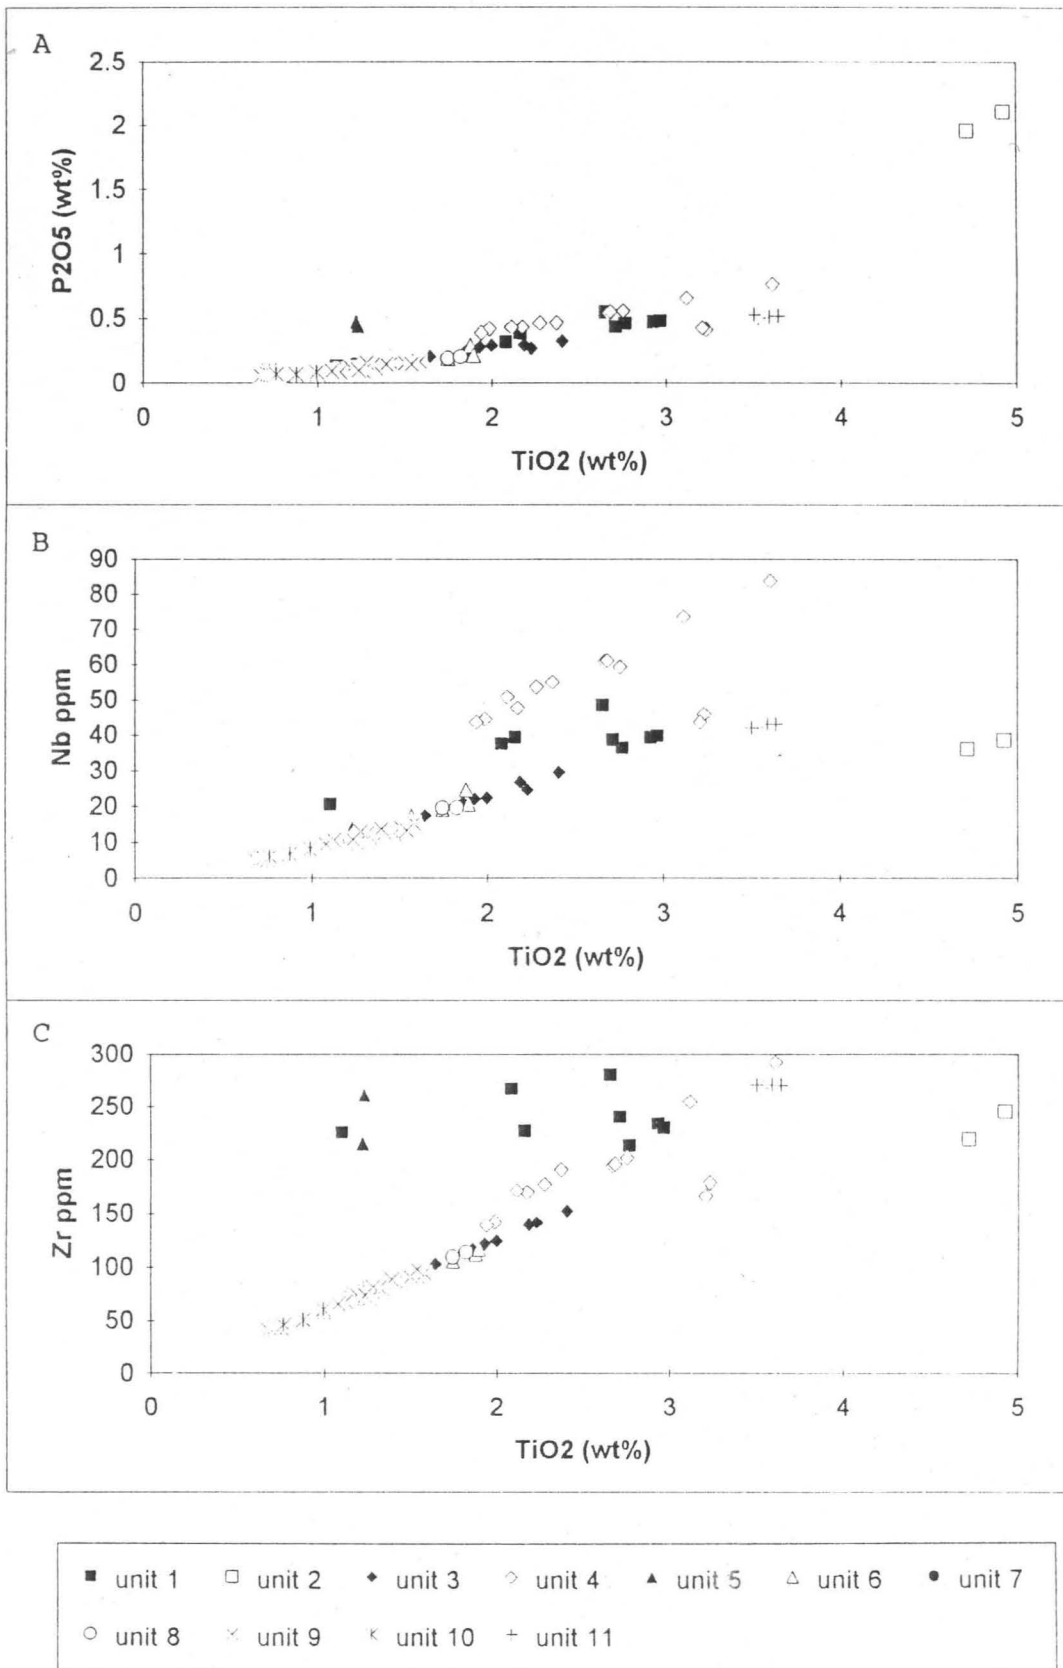 A
2.5
2
1.5
1
0.5
0
P2O5 (wt%)
0 1 2 3 4 5
TiO2 (wt%)
B
90
80
70
60
50
40
30
20
10
0
Nb ppm
0 1 2 3 4 5
TiO2 (wt%)
C
300
250
200
150
100
50
0
Zr ppm
0 1 2 3 4 5
TiO2 (wt%)
unit 1 unit 2 unit 3 unit 4 unit 5 unit 6 unit 7
unit 8 unit 9 unit 10 unit 11